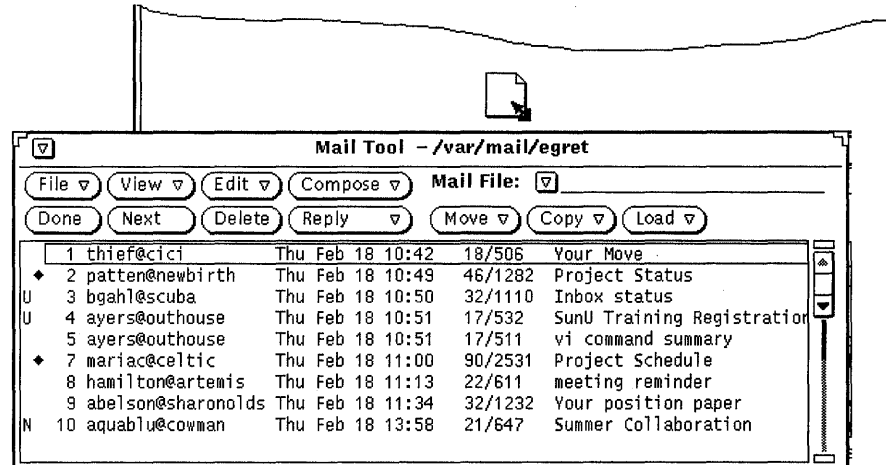 Mail Tool – /var/mail/egret
File View Edit Compose Mail File:
Done Next Delete Reply Move Copy Load
1 thief@cici Thu Feb 18 10:42 18/506 Your Move
◆ 2 patten@newbirth Thu Feb 18 10:49 46/1282 Project Status
U 3 bgahl@scuba Thu Feb 18 10:50 32/1110 Inbox status
U 4 ayers@outhouse Thu Feb 18 10:51 17/532 SunU Training Registration
5 ayers@outhouse Thu Feb 18 10:51 17/511 vi command summary
◆ 7 mariac@celtic Thu Feb 18 11:00 90/2531 Project Schedule
8 hamilton@artemis Thu Feb 18 11:13 22/611 meeting reminder
9 abelson@sharonolds Thu Feb 18 11:34 32/1232 Your position paper
N 10 aquablu@cowman Thu Feb 18 13:58 21/647 Summer Collaboration